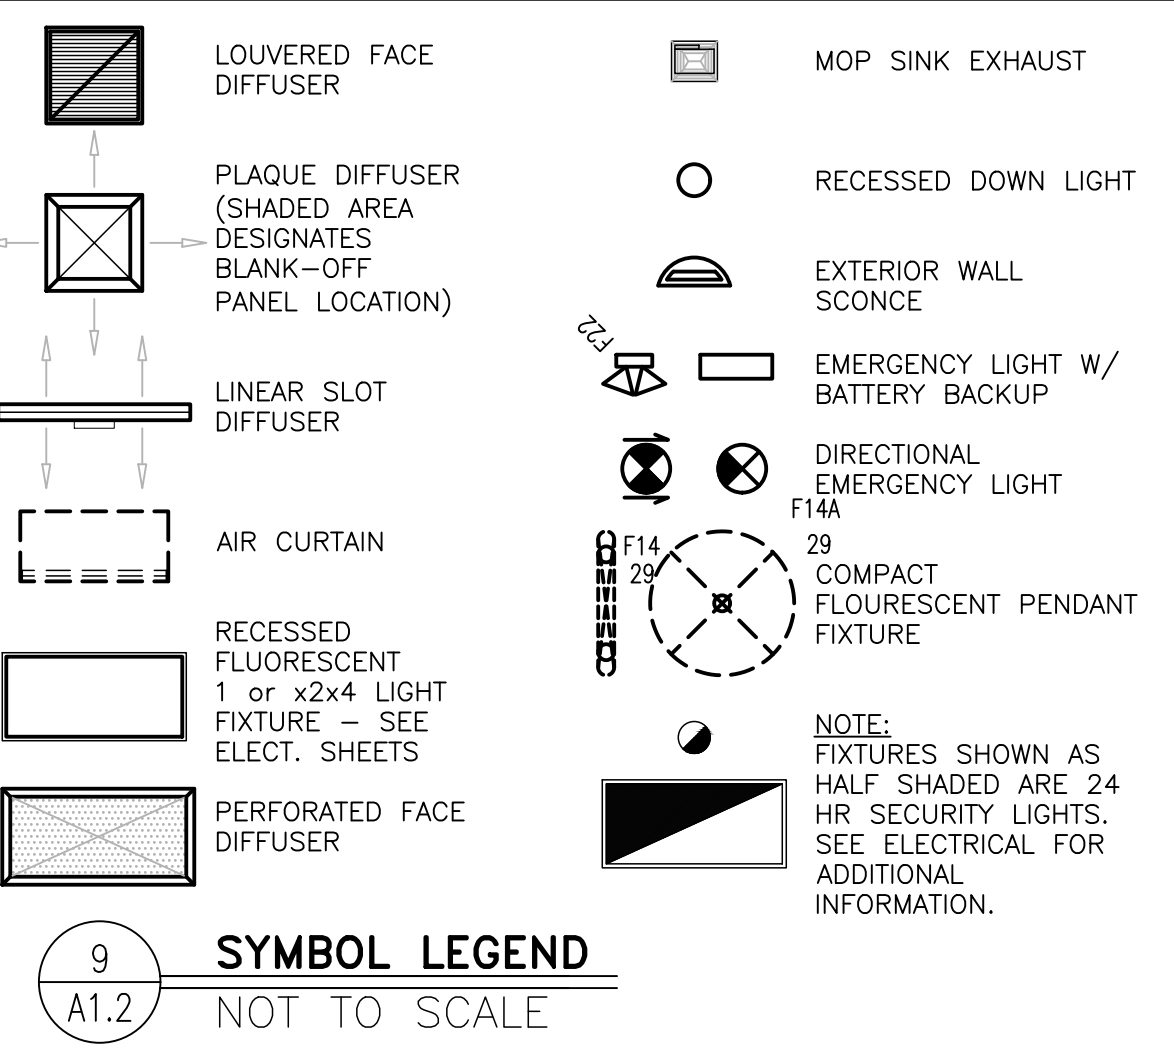 LOUVERED FACE
DIFFUSER
PLAQUE DIFFUSER
(SHADED AREA
DESIGNATES
BLANK-OFF
PANEL LOCATION)
LINEAR SLOT
DIFFUSER
AIR CURTAIN
RECESSED
FLUORESCENT
1 or x2x4 LIGHT
FIXTURE - SEE
ELECT. SHEETS
PERFORATED FACE
DIFFUSER
MOP SINK EXHAUST
RECESSED DOWN LIGHT
EXTERIOR WALL
SCONCE
F22
EMERGENCY LIGHT W/
BATTERY BACKUP
DIRECTIONAL
EMERGENCY LIGHT
F14A
29
F14
29
COMPACT
FLOURESCENT PENDANT
FIXTURE
NOTE:
FIXTURES SHOWN AS
HALF SHADED ARE 24
HR SECURITY LIGHTS.
SEE ELECTRICAL FOR
ADDITIONAL
INFORMATION.
9
A1.2
SYMBOL LEGEND
NOT TO SCALE